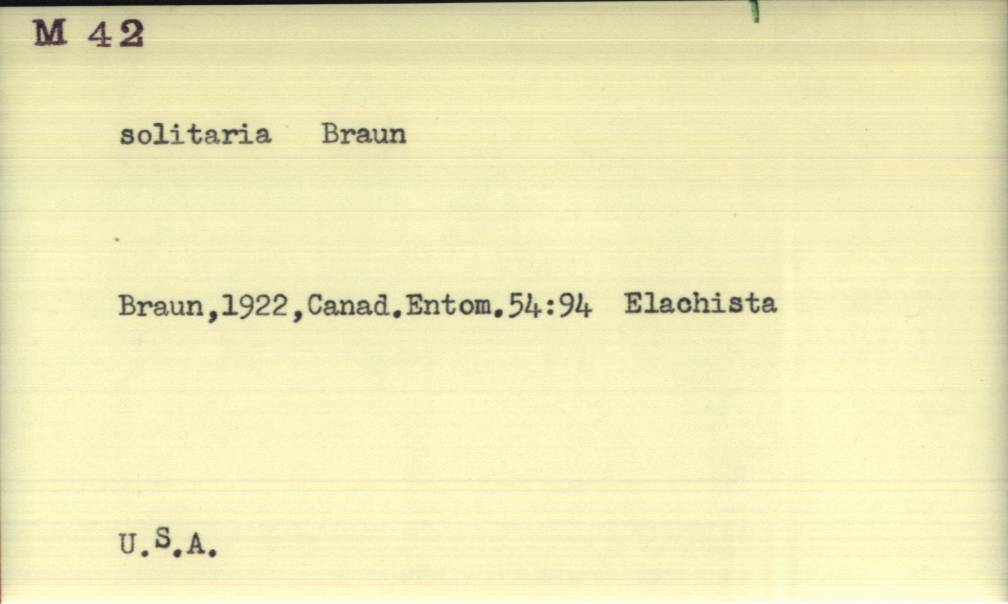 M 42
solitaria Braun
Braun,1922,Canad.Entom.54:94 Elachista
U.S.A.